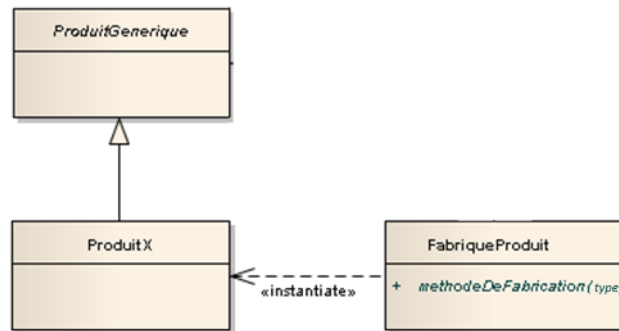 ProduitGenerique
ProduitX
FabriqueProduit
+ methodeDeFabrication(type)
«instantiate»